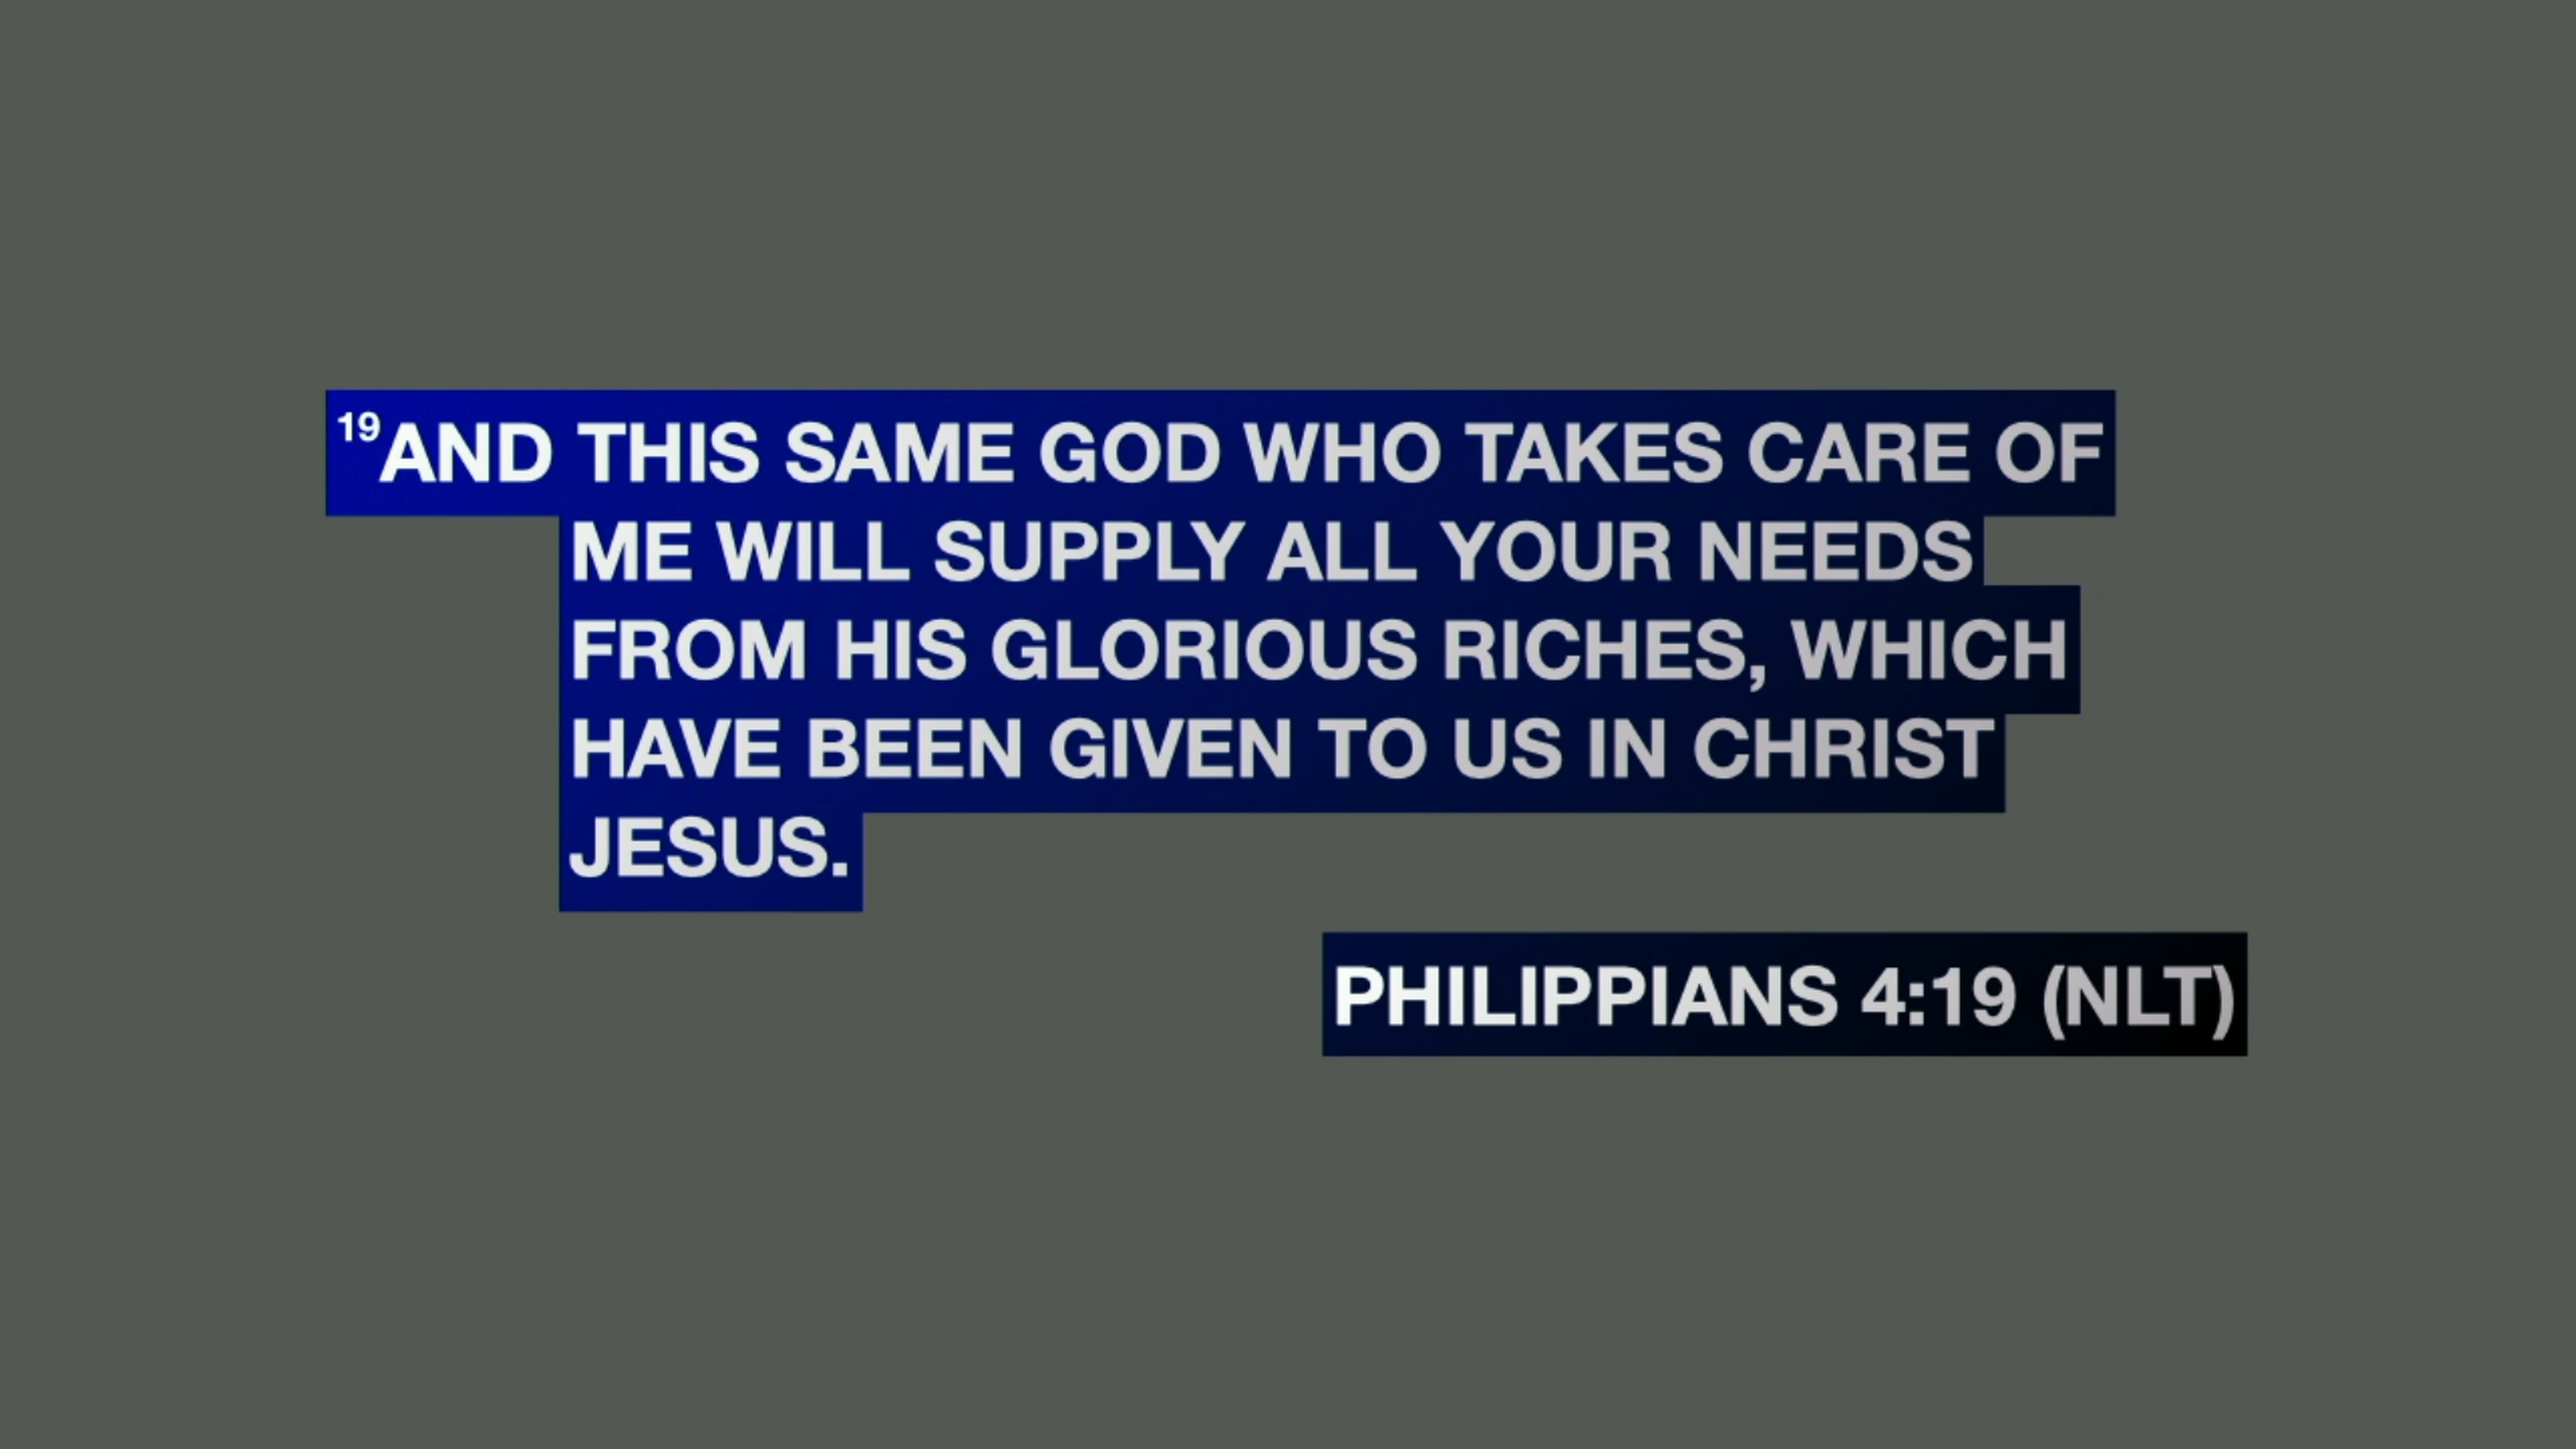 19AND THIS SAME GOD WHO TAKES CARE OF
ME WILL SUPPLY ALL YOUR NEEDS
FROM HIS GLORIOUS RICHES, WHICH
HAVE BEEN GIVEN TO US IN CHRIST
JESUS.
PHILIPPIANS 4:19 (NLT)